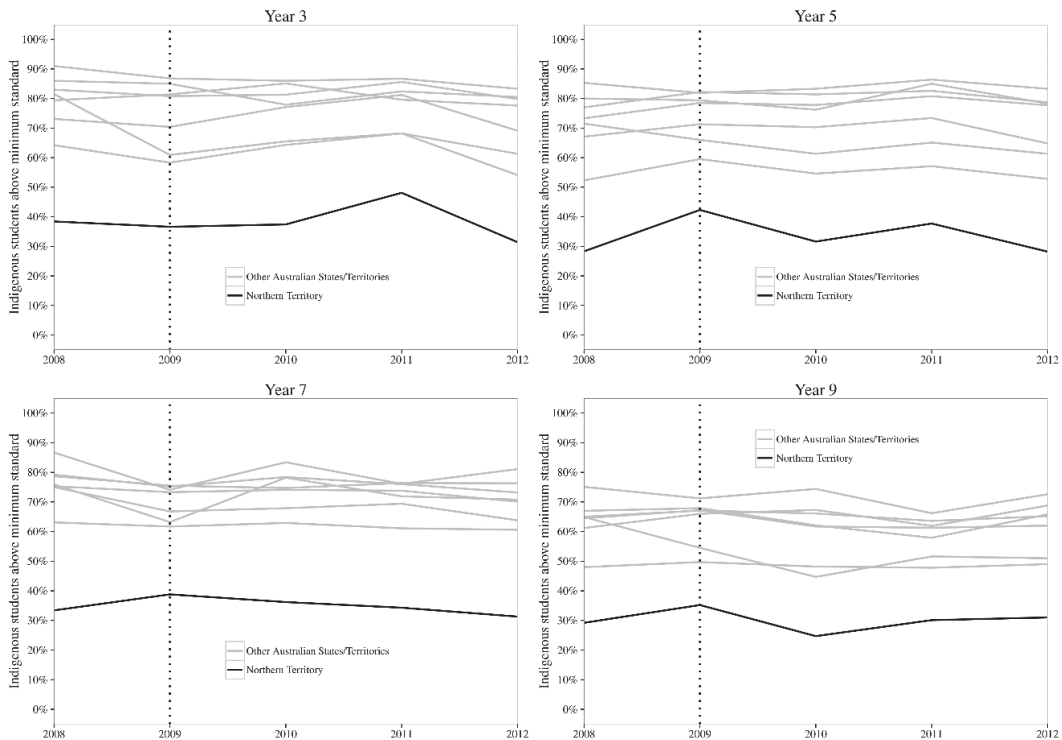 Year 3
Indigenous students above minimum standard
100%
90%
80%
70%
60%
50%
40%
30%
20%
10%
0%
Other Australian States/Territories
Northern Territory
2008 2009 2010 2011 2012
Year 5
Indigenous students above minimum standard
100%
90%
80%
70%
60%
50%
40%
30%
20%
10%
0%
Other Australian States/Territories
Northern Territory
2008 2009 2010 2011 2012
Year 7
Indigenous students above minimum standard
100%
90%
80%
70%
60%
50%
40%
30%
20%
10%
0%
Other Australian States/Territories
Northern Territory
2008 2009 2010 2011 2012
Year 9
Indigenous students above minimum standard
100%
90%
80%
70%
60%
50%
40%
30%
20%
10%
0%
Other Australian States/Territories
Northern Territory
2008 2009 2010 2011 2012